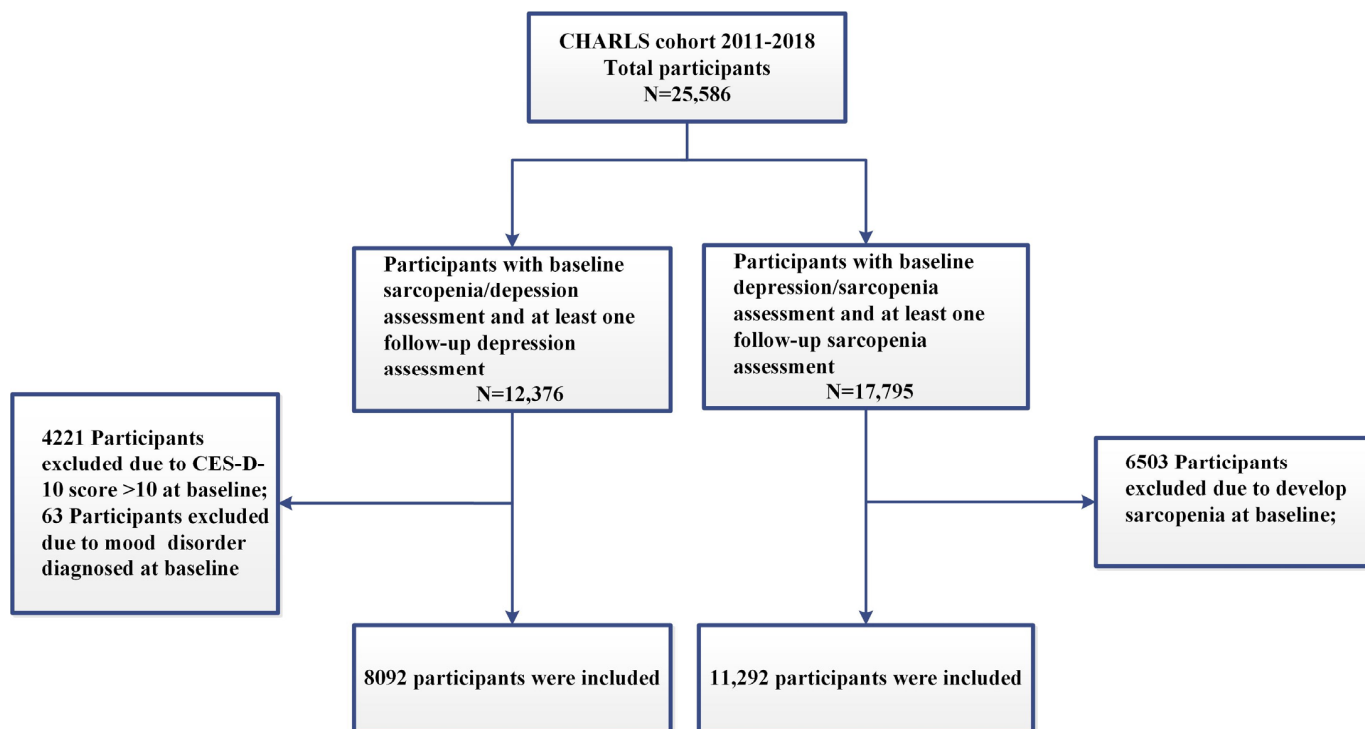 CHARLS cohort 2011-2018
Total participants
N=25,586
Participants with baseline
sarcopenia/depession
assessment and at least one
follow-up depression
assessment
N=12,376
Participants with baseline
depression/sarcopenia
assessment and at least one
follow-up sarcopenia
assessment
N=17,795
4221 Participants
excluded due to CES-D-
10 score >10 at baseline;
63 Participants excluded
due to mood disorder
diagnosed at baseline
6503 Participants
excluded due to develop
sarcopenia at baseline;
8092 participants were included
11,292 participants were included